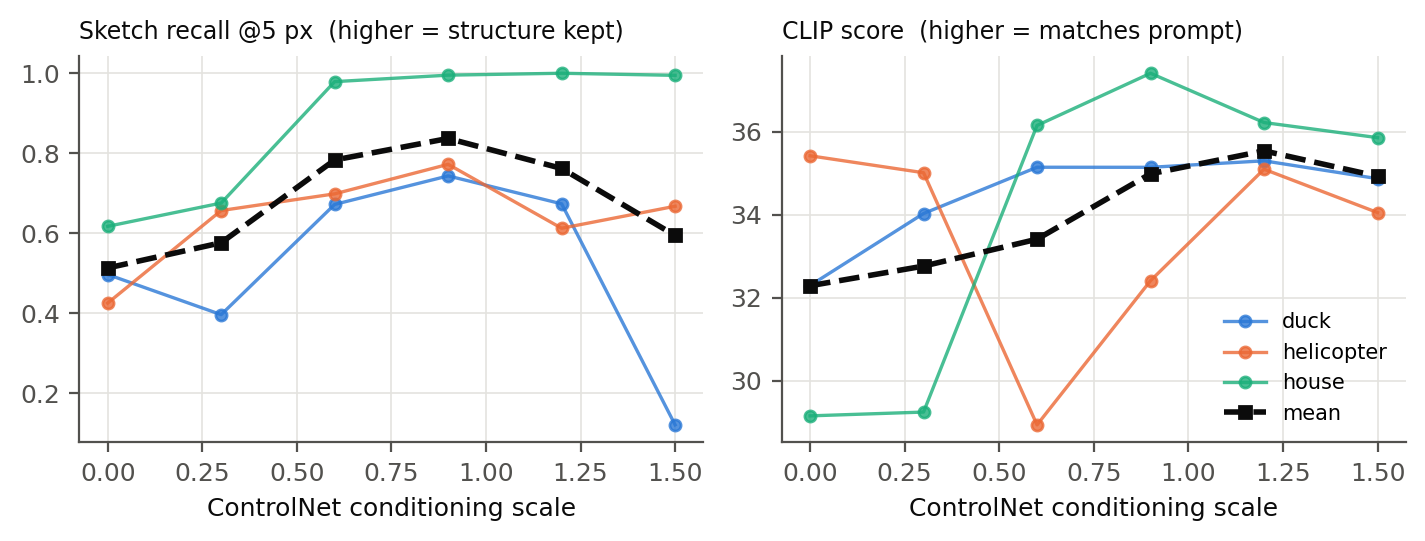 Sketch recall @5 px  (higher = structure kept)
1.0
0.8
0.6
0.4
0.2
0.00 0.25 0.50 0.75 1.00 1.25 1.50
ControlNet conditioning scale
CLIP score  (higher = matches prompt)
36
34
32
30
duck
helicopter
house
mean
0.00 0.25 0.50 0.75 1.00 1.25 1.50
ControlNet conditioning scale